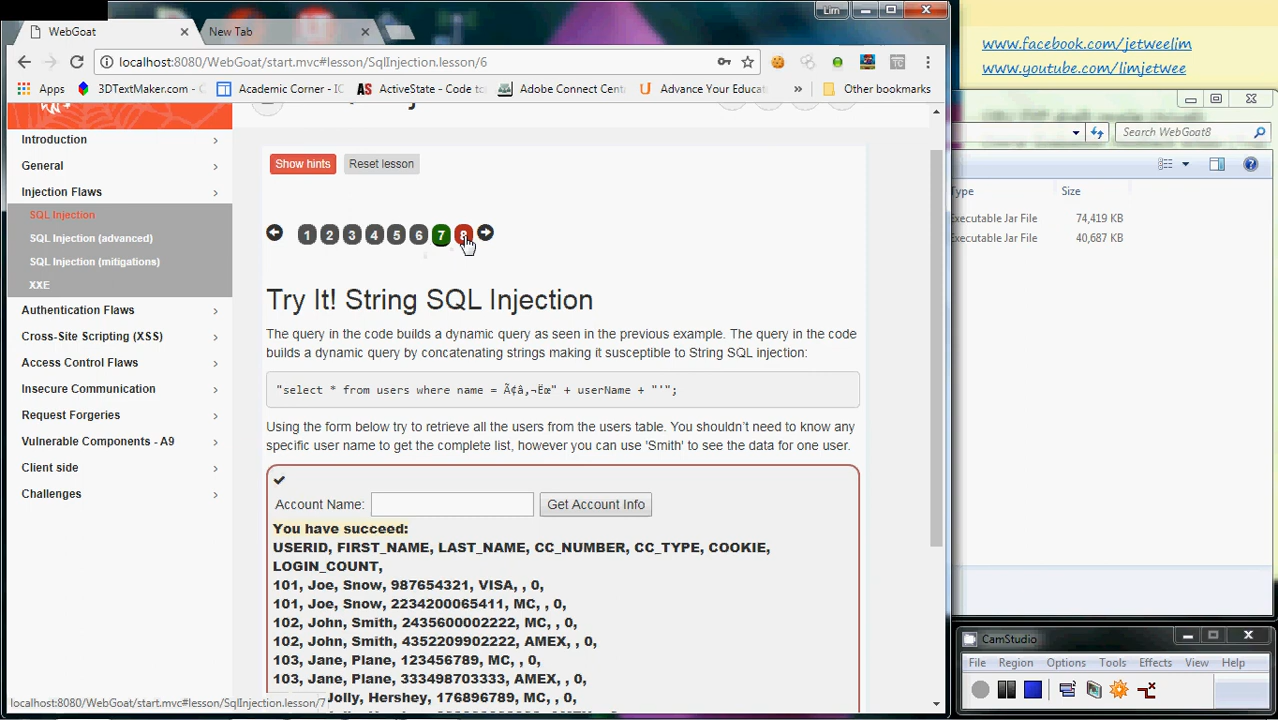 Lim
WebGoat
New Tab
localhost:8080/WebGoat/start.mvc#lesson/SqlInjection.lesson/6
Apps
3DTextMaker.com -
Academic Corner - IC
AS
ActiveState - Code to
Adobe Connect Cent
Advance Your Educat
»
Other bookmarks
Introduction
General
Injection Flaws
SQL Injection
SQL Injection (advanced)
SQL Injection (mitigations)
XXE
Authentication Flaws
Cross-Site Scripting (XSS)
Access Control Flaws
Insecure Communication
Request Forgeries
Vulnerable Components - A9
Client side
Challenges
Show hints
Reset lesson
1 2 3 4 5 6 7 8
Try It! String SQL Injection
The query in the code builds a dynamic query as seen in the previous example. The query in the code
builds a dynamic query by concatenating strings making it susceptible to String SQL injection:
"select * from users where name = Ã¢â‚¬Ëœ" + userName + "'";
Using the form below try to retrieve all the users from the users table. You shouldn't need to know any
specific user name to get the complete list, however you can use 'Smith' to see the data for one user.
Account Name:
Get Account Info
You have succeed:
USERID, FIRST_NAME, LAST_NAME, CC_NUMBER, CC_TYPE, COOKIE,
LOGIN_COUNT,
101, Joe, Snow, 987654321, VISA, , 0,
101, Joe, Snow, 2234200065411, MC, , 0,
102, John, Smith, 2435600002222, MC, , 0,
102, John, Smith, 4352209902222, AMEX, , 0,
103, Jane, Plane, 123456789, MC, , 0,
103, Jane, Plane, 333498703333, AMEX, , 0,
Jolly, Hershey, 176896789, MC, , 0,
localhost:8080/WebGoat/start.mvc#lesson/SqlInjection.lesson/7
www.facebook.com/jetweelim
www.youtube.com/limjetwee
Search WebGoat8
Type
Size
Executable Jar File
74,419 KB
Executable Jar File
40,687 KB
CamStudio
File
Region
Options
Tools
Effects
View
Help